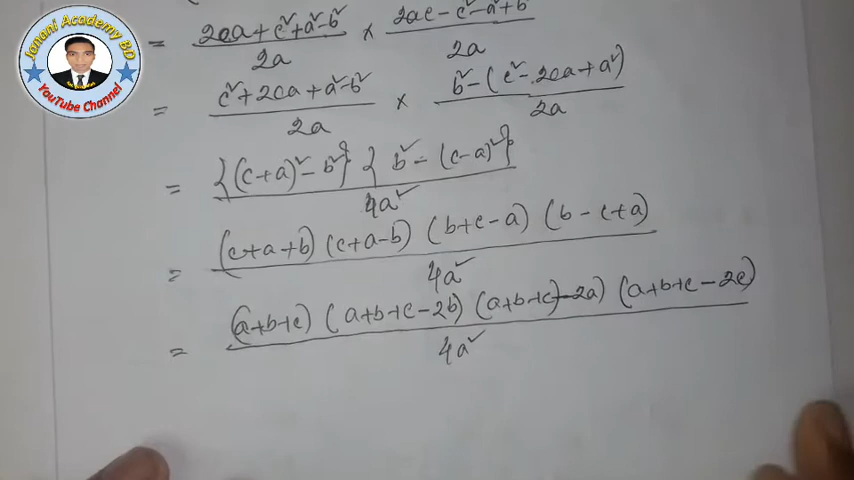 Janani Academy BD
YouTube Channel
= 2ca+c²+a²-b² / 2a × 2ac-c²-a²+b² / 2a
= c²+2ca+a²-b² / 2a × b²-(c²-2ca+a²) / 2a
= {(c+a)²-b²} {b²-(c-a)²} / 4a²
= (c+a+b) (c+a-b) (b+c-a) (b-c+a) / 4a²
= (a+b+c) (a+b+c-2b) (a+b+c)-2a) (a+b+c-2c) / 4a²